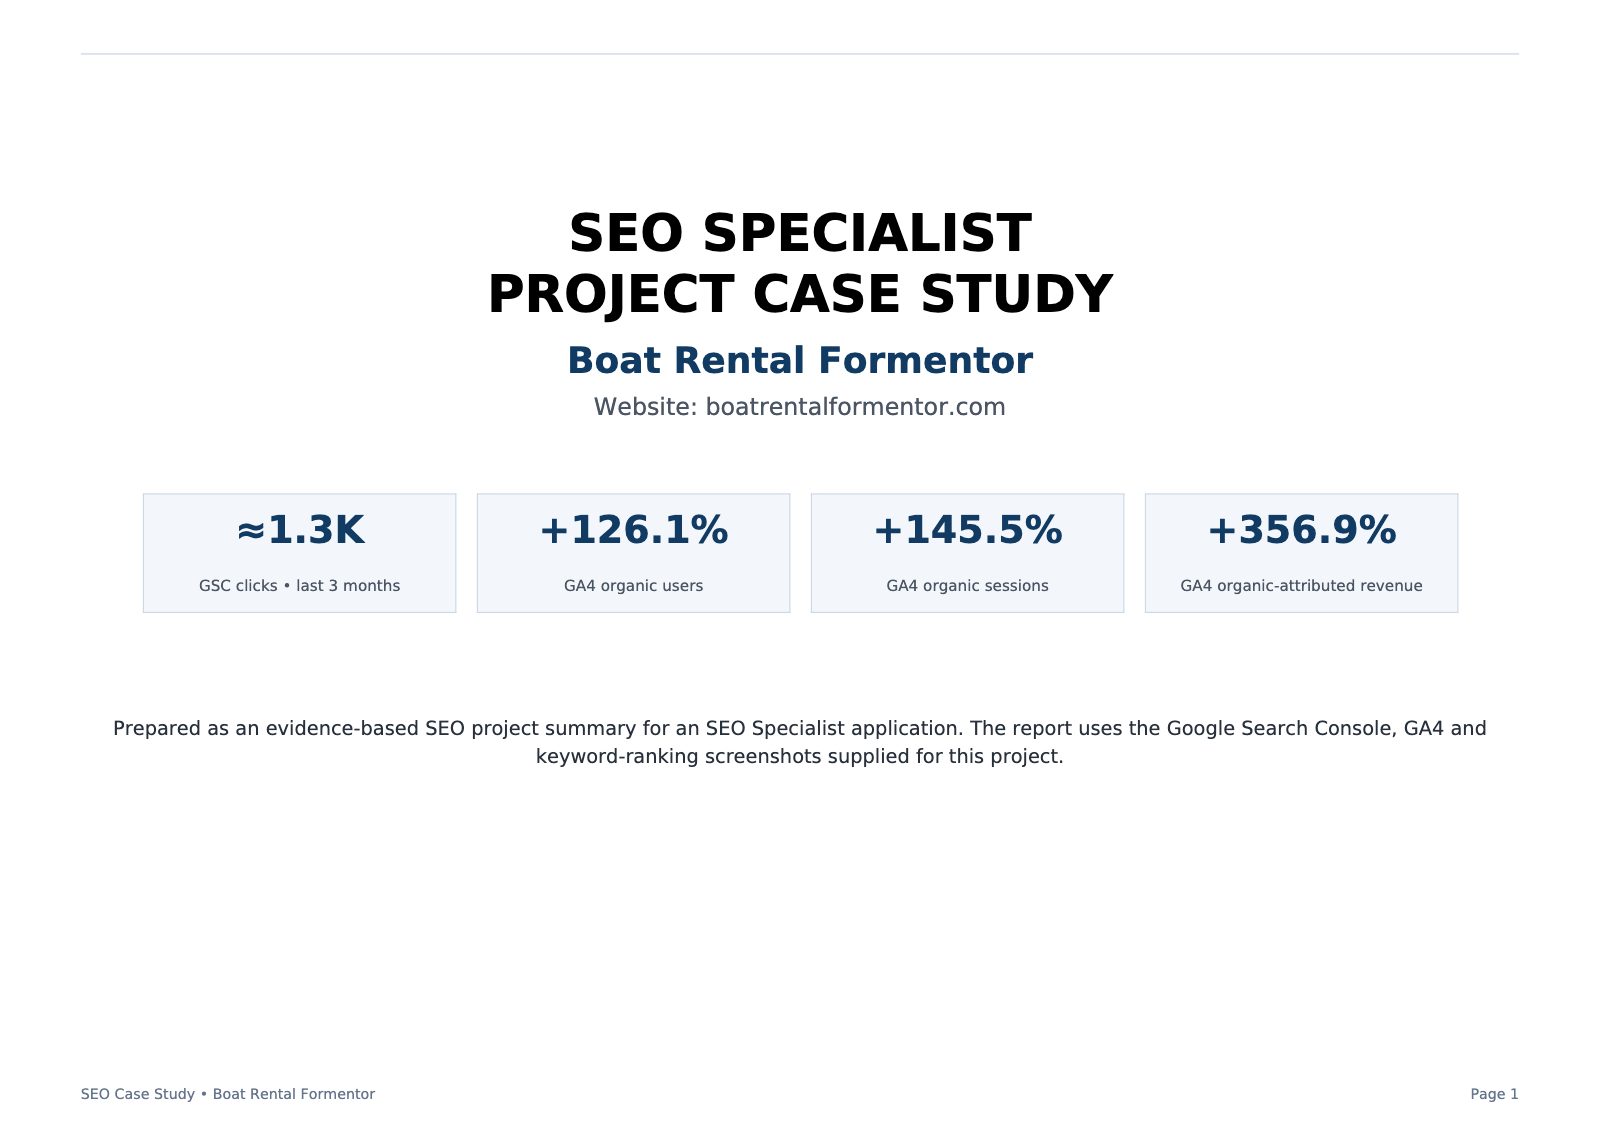 SEO SPECIALIST
PROJECT CASE STUDY
Boat Rental Formentor
Website: boatrentalformentor.com
≈1.3K
GSC clicks • last 3 months
+126.1%
GA4 organic users
+145.5%
GA4 organic sessions
+356.9%
GA4 organic-attributed revenue
Prepared as an evidence-based SEO project summary for an SEO Specialist application. The report uses the Google Search Console, GA4 and
keyword-ranking screenshots supplied for this project.
SEO Case Study • Boat Rental Formentor
Page 1